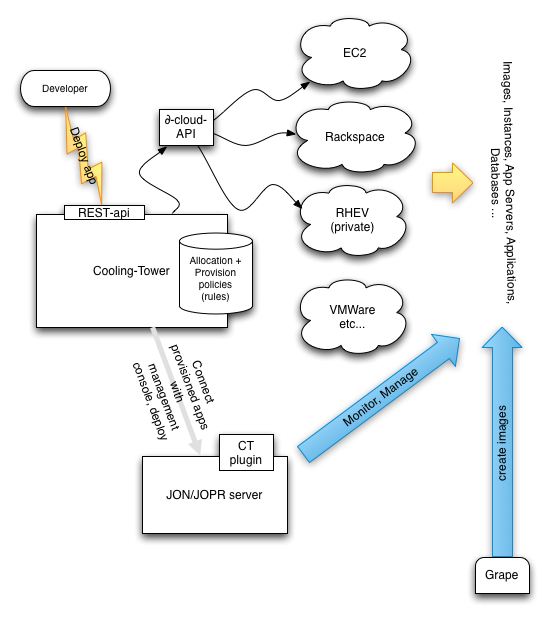 EC2
Developer
∂-cloud-
API
Rackspace
Deploy app
REST-api
RHEV
(private)
Images, Instances, App Servers, Applications,
Databases ...
Cooling-Tower
Allocation +
Provision
policies
(rules)
VMWare
etc...
Connect
provisioned apps
with
management
console, deploy
Monitor, Manage
create images
CT
plugin
JON/JOPR server
Grape